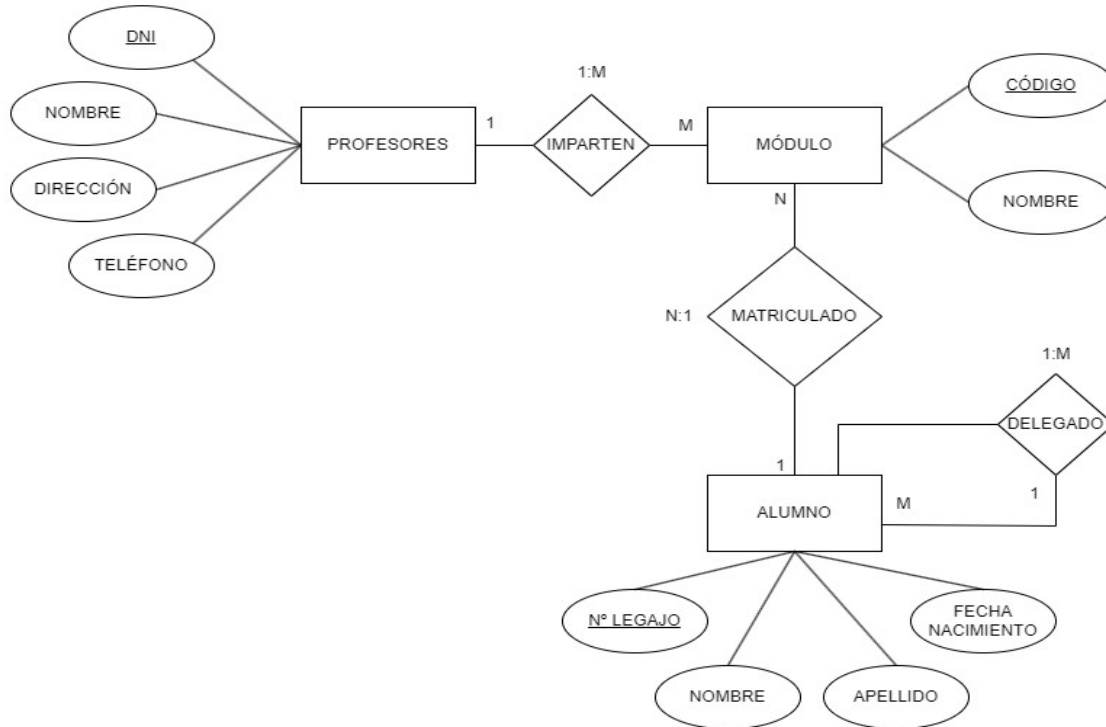 DNI
NOMBRE
DIRECCIÓN
TELÉFONO
PROFESORES
1
1:M
IMPARTEN
M
MÓDULO
CÓDIGO
NOMBRE
N
N:1
MATRICULADO
1
1:M
DELEGADO
1
M
ALUMNO
Nº LEGAJO
NOMBRE
APELLIDO
FECHA
NACIMIENTO